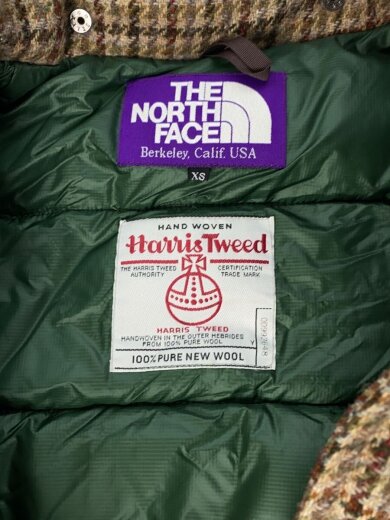 THE
NORTH
FACE
Berkeley, Calif. USA
XS
HAND WOVEN
Harris Tweed
THE HARRIS TWEED AUTHORITY
CERTIFICATION TRADE MARK
HARRIS TWEED
HANDWOVEN IN THE OUTER HEBRIDES
FROM 100% PURE WOOL
100% PURE NEW WOOL